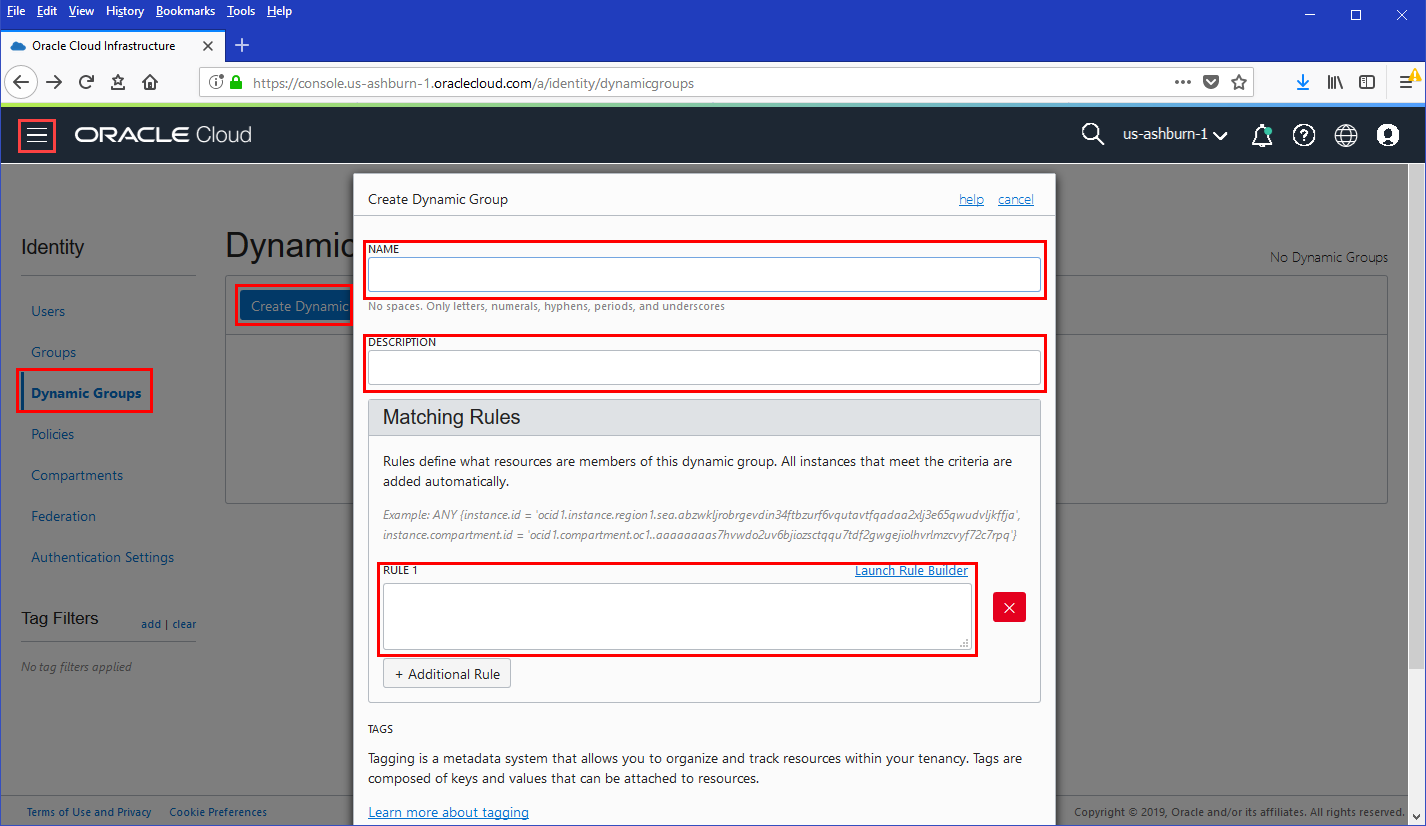 File Edit View History Bookmarks Tools Help
Oracle Cloud Infrastructure
https://console.us-ashburn-1.oraclecloud.com/a/identity/dynamicgroups
ORACLE Cloud
us-ashburn-1
Create Dynamic Group help cancel
Identity
Users
Groups
Dynamic Groups
Policies
Compartments
Federation
Authentication Settings
Tag Filters add | clear
No tag filters applied
Dynamic
No Dynamic Groups
Create Dynamic
NAME
No spaces. Only letters, numerals, hyphens, periods, and underscores
DESCRIPTION
Matching Rules
Rules define what resources are members of this dynamic group. All instances that meet the criteria are
added automatically.
Example: ANY {instance.id = 'ocid1.instance.region1.sea.abzwkljrobrgevdin34ftbzurf6vqutavtfqadaa2xlj3e65qwudvljkffja',
instance.compartment.id = 'ocid1.compartment.oc1..aaaaaaaas7hvwdo2uv6bjiozsctqqu7tdf2gwgejiolhvrlmzcvyf72c7rpq'}
RULE 1 Launch Rule Builder
+ Additional Rule
TAGS
Tagging is a metadata system that allows you to organize and track resources within your tenancy. Tags are
composed of keys and values that can be attached to resources.
Learn more about tagging
Terms of Use and Privacy Cookie Preferences
Copyright © 2019, Oracle and/or its affiliates. All rights reserved.